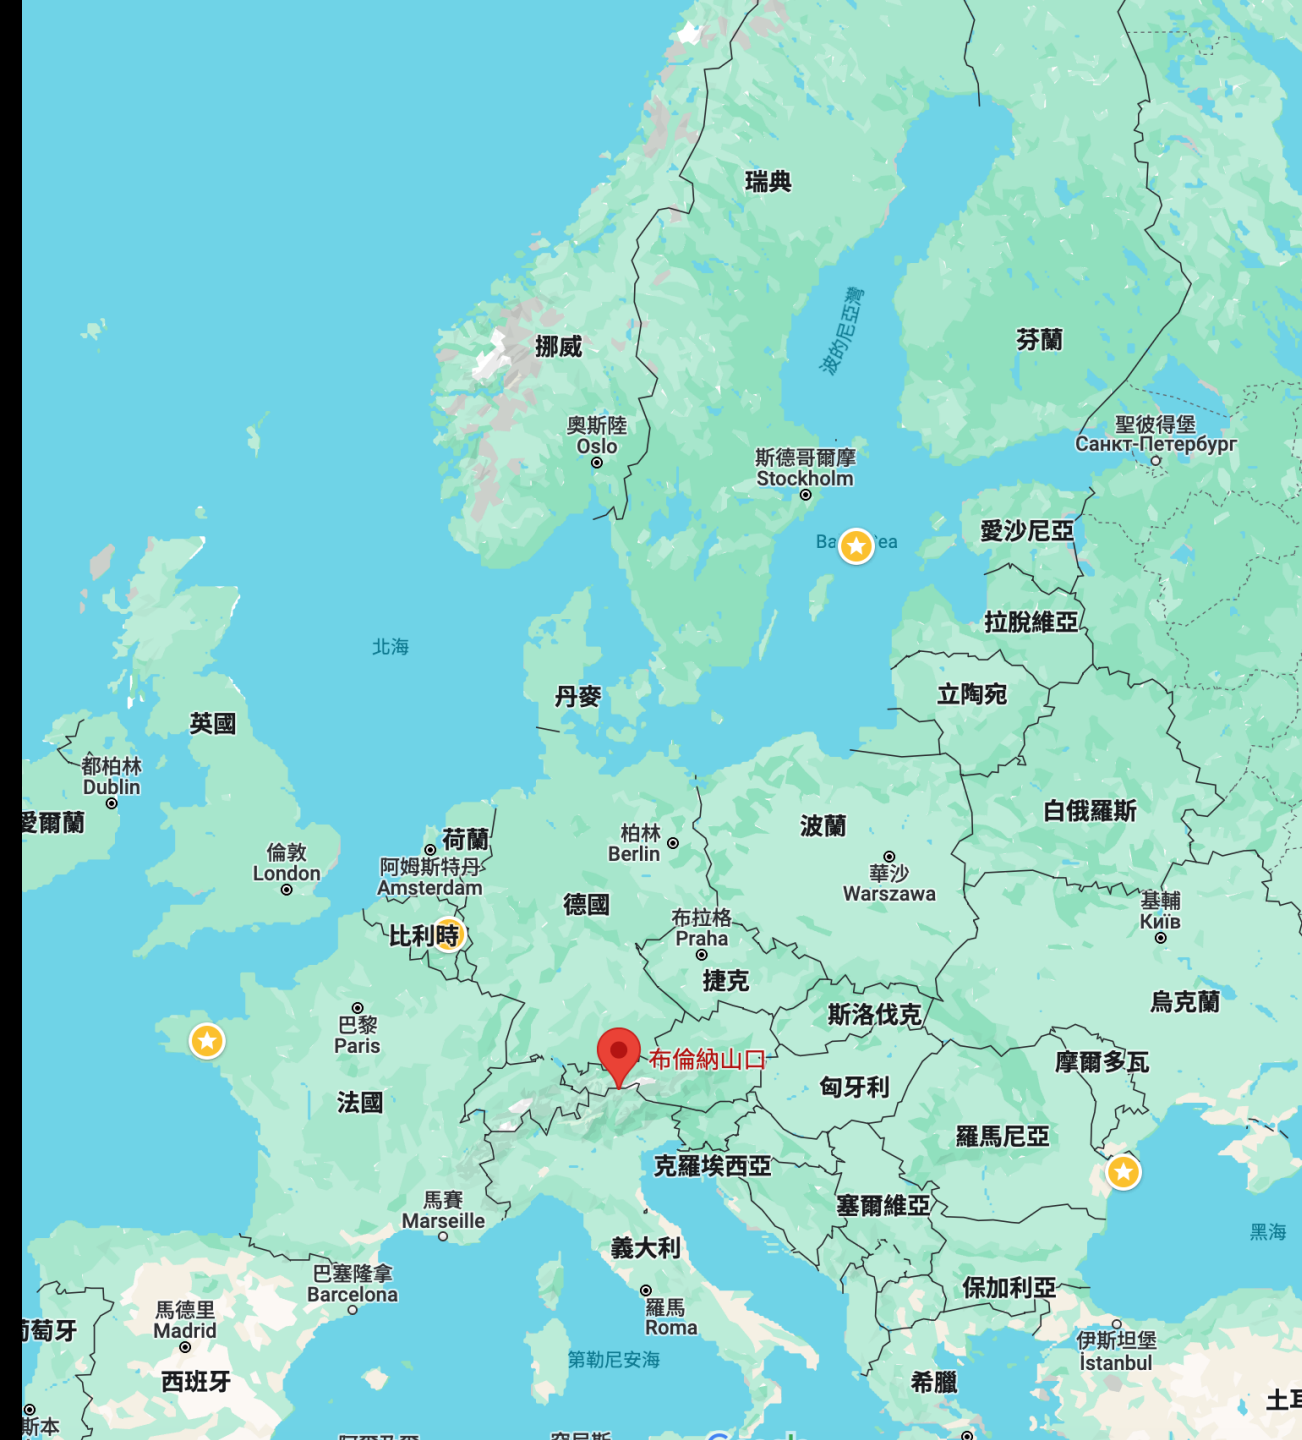 瑞典
波的尼亞灣
挪威
芬蘭
奧斯陸
Oslo
聖彼得堡
Санкт-Петербург
斯德哥爾摩
Stockholm
愛沙尼亞
拉脫維亞
北海
立陶宛
丹麥
英國
都柏林
Dublin
愛爾蘭
白俄羅斯
波蘭
荷蘭
柏林
Berlin
倫敦
London
阿姆斯特丹
Amsterdam
華沙
Warszawa
德國
基輔
Київ
布拉格
Praha
比利時
捷克
烏克蘭
斯洛伐克
巴黎
Paris
布倫納山口
摩爾多瓦
匈牙利
法國
羅馬尼亞
克羅埃西亞
馬賽
Marseille
塞爾維亞
黑海
義大利
巴塞隆拿
Barcelona
保加利亞
馬德里
Madrid
羅馬
Roma
葡萄牙
伊斯坦堡
İstanbul
第勒尼安海
西班牙
希臘
斯本